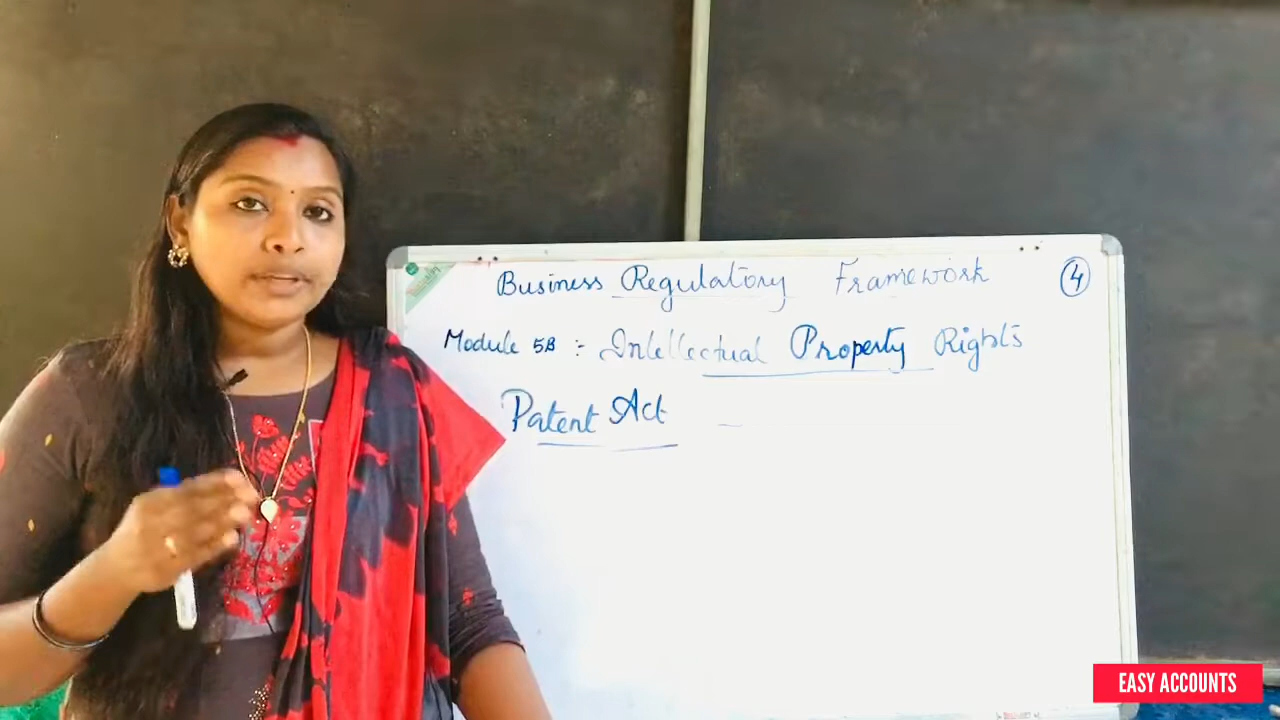 Business Regulatory Framework 4
Module 5B :- Intellectual Property Rights
Patent Act
EASY ACCOUNTS